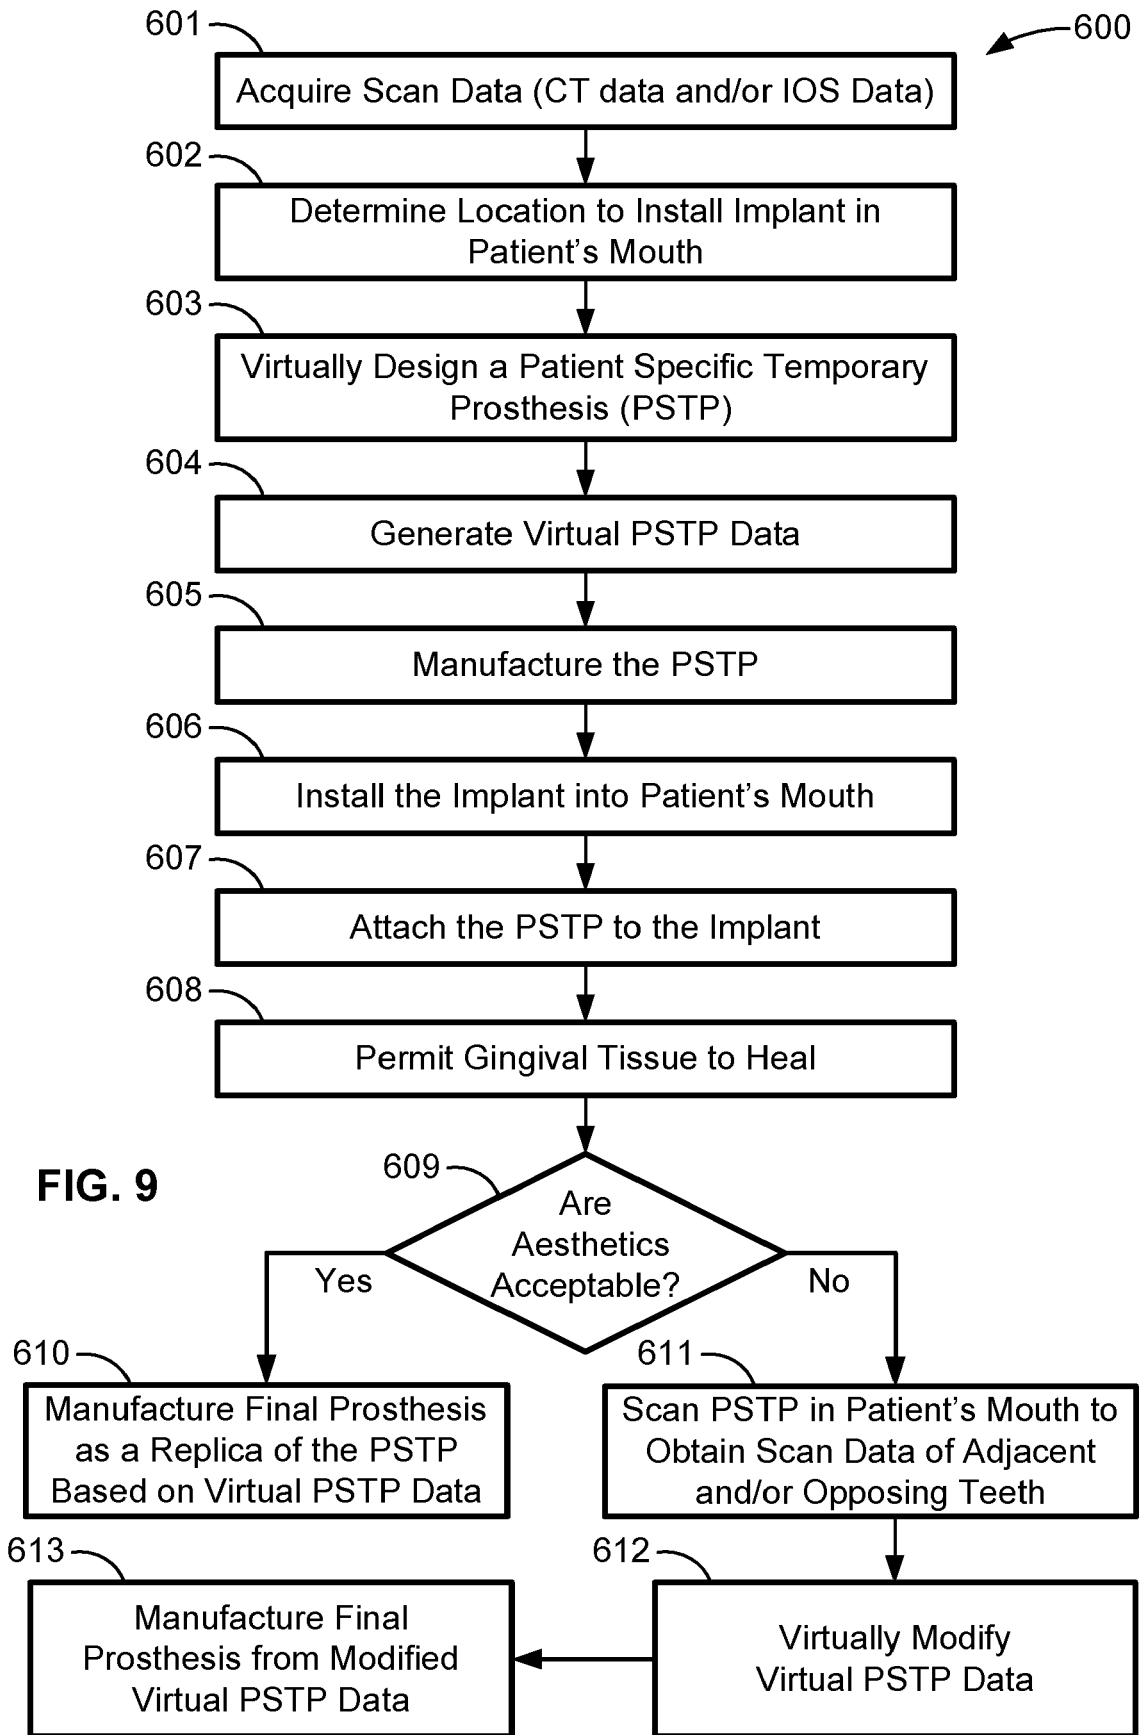 601
600
Acquire Scan Data (CT data and/or IOS Data)
602
Determine Location to Install Implant in
Patient's Mouth
603
Virtually Design a Patient Specific Temporary
Prosthesis (PSTP)
604
Generate Virtual PSTP Data
605
Manufacture the PSTP
606
Install the Implant into Patient's Mouth
607
Attach the PSTP to the Implant
608
Permit Gingival Tissue to Heal
FIG. 9
609
Are
Aesthetics
Acceptable?
Yes
No
610
Manufacture Final Prosthesis
as a Replica of the PSTP
Based on Virtual PSTP Data
611
Scan PSTP in Patient's Mouth to
Obtain Scan Data of Adjacent
and/or Opposing Teeth
613
Manufacture Final
Prosthesis from Modified
Virtual PSTP Data
612
Virtually Modify
Virtual PSTP Data